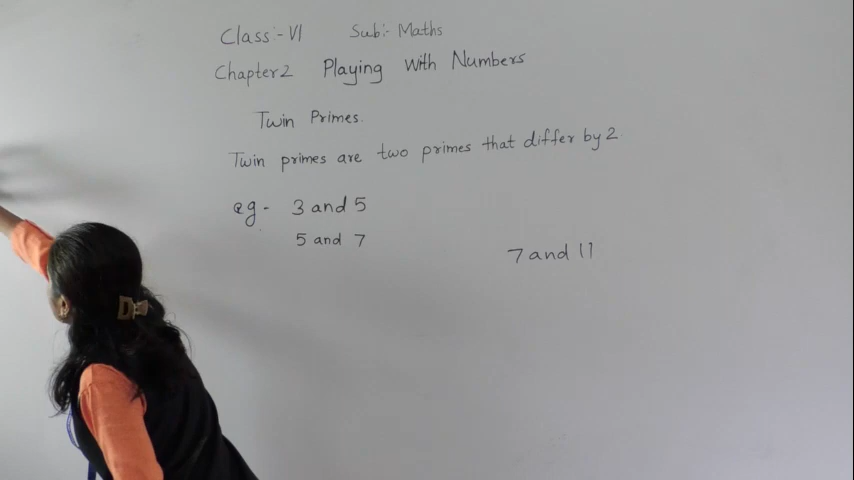 Class:- VI Sub:- Maths
Chapter 2 Playing With Numbers
Twin Primes.
Twin primes are two primes that differ by 2.
eg- 3 and 5
5 and 7
7 and 11